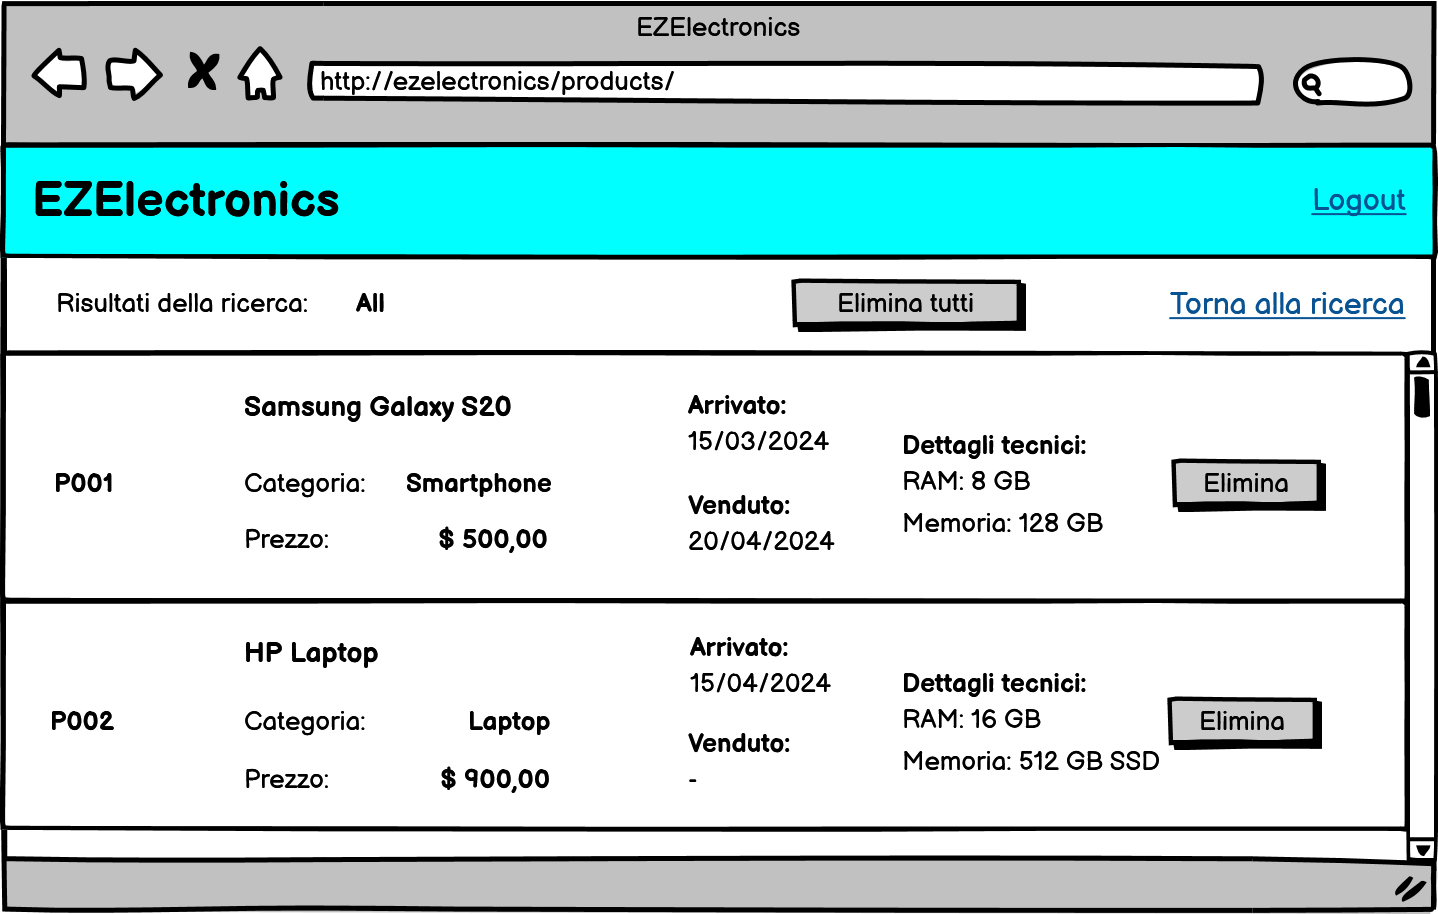 EZElectronics
http://ezelectronics/products/
EZElectronics
Logout
Risultati della ricerca: All
Elimina tutti
Torna alla ricerca
P001
Samsung Galaxy S20
Categoria: Smartphone
Prezzo: $ 500,00
Arrivato:
15/03/2024
Venduto:
20/04/2024
Dettagli tecnici:
RAM: 8 GB
Memoria: 128 GB
Elimina
P002
HP Laptop
Categoria: Laptop
Prezzo: $ 900,00
Arrivato:
15/04/2024
Venduto:
-
Dettagli tecnici:
RAM: 16 GB
Memoria: 512 GB SSD
Elimina